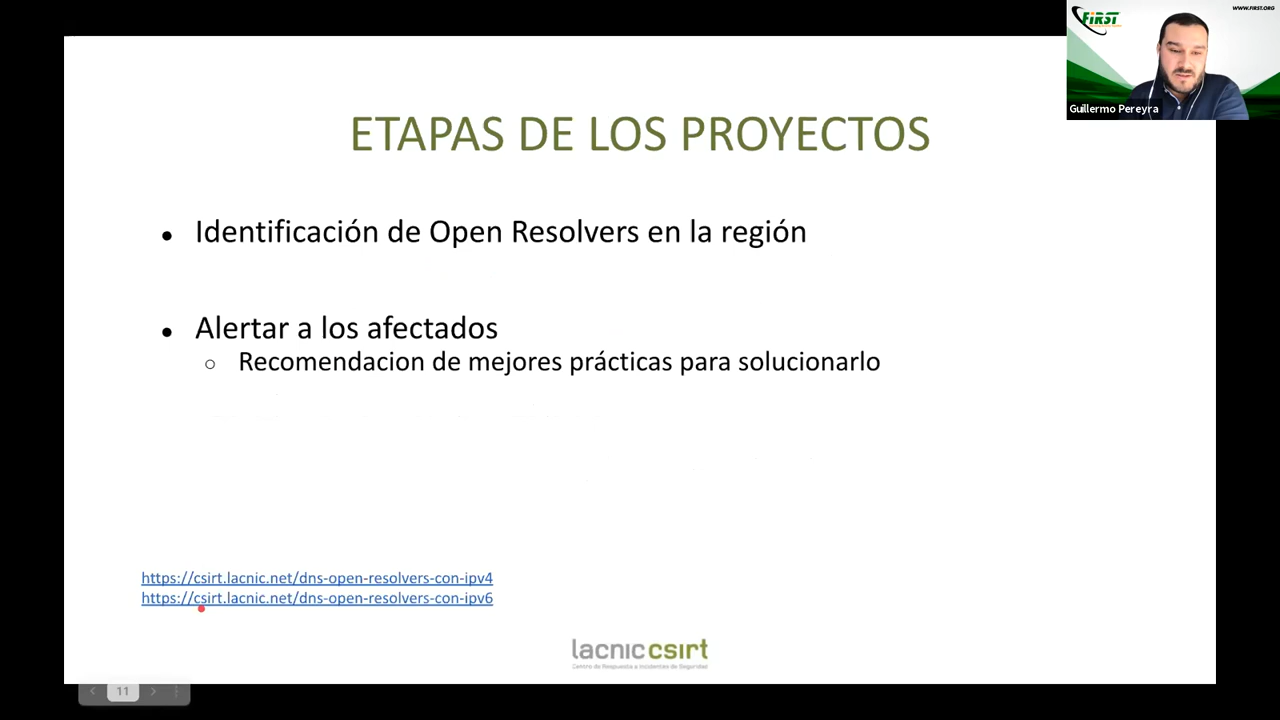 WWW.FIRST.ORG
FIRST
Guillermo Pereyra
ETAPAS DE LOS PROYECTOS
● Identificación de Open Resolvers en la región
● Alertar a los afectados
○ Recomendacion de mejores prácticas para solucionarlo
https://csirt.lacnic.net/dns-open-resolvers-con-ipv4
https://csirt.lacnic.net/dns-open-resolvers-con-ipv6
lacnic csirt
Centro de Respuesta a Incidentes de Seguridad
11